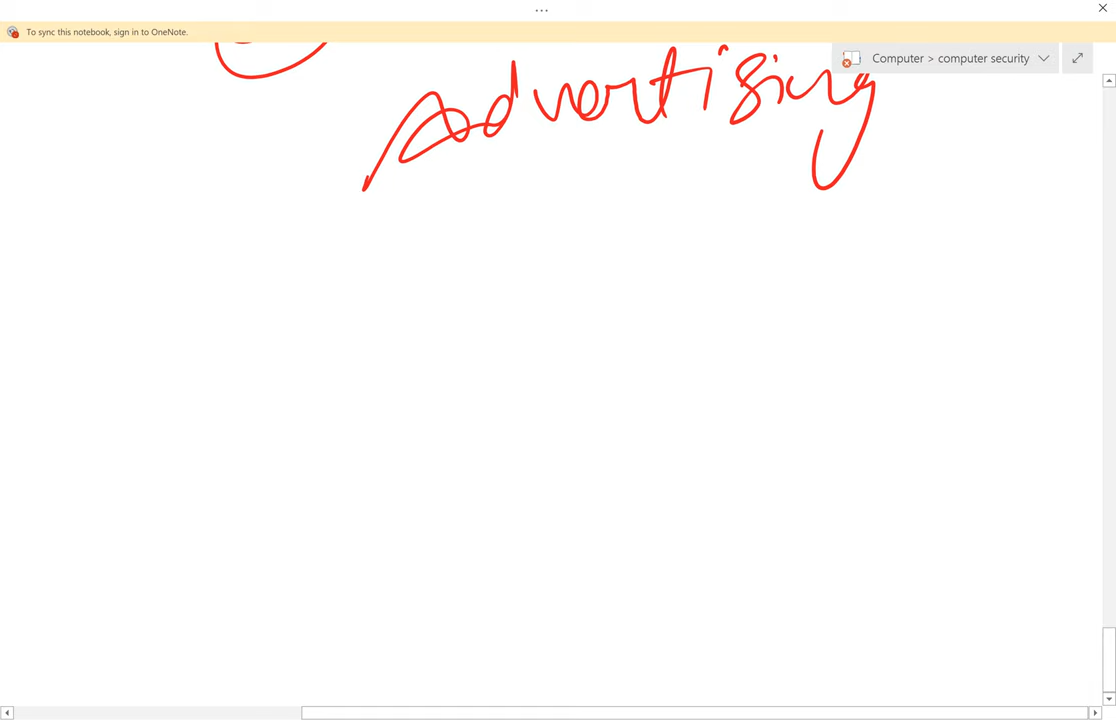 ...
To sync this notebook, sign in to OneNote.
Computer > computer security
Advertising